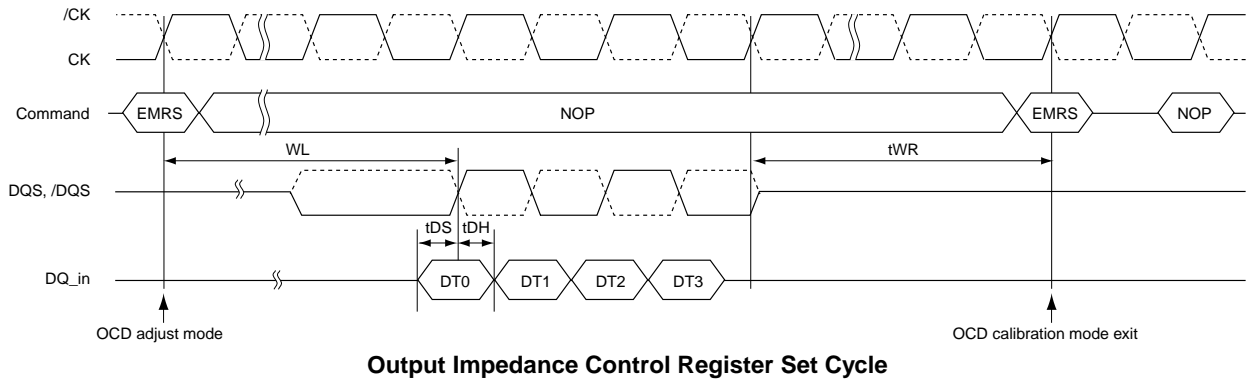 /CK
CK
Command
EMRS
NOP
EMRS
NOP
WL
tWR
DQS, /DQS
tDS
tDH
DQ_in
DT0
DT1
DT2
DT3
OCD adjust mode
OCD calibration mode exit
Output Impedance Control Register Set Cycle